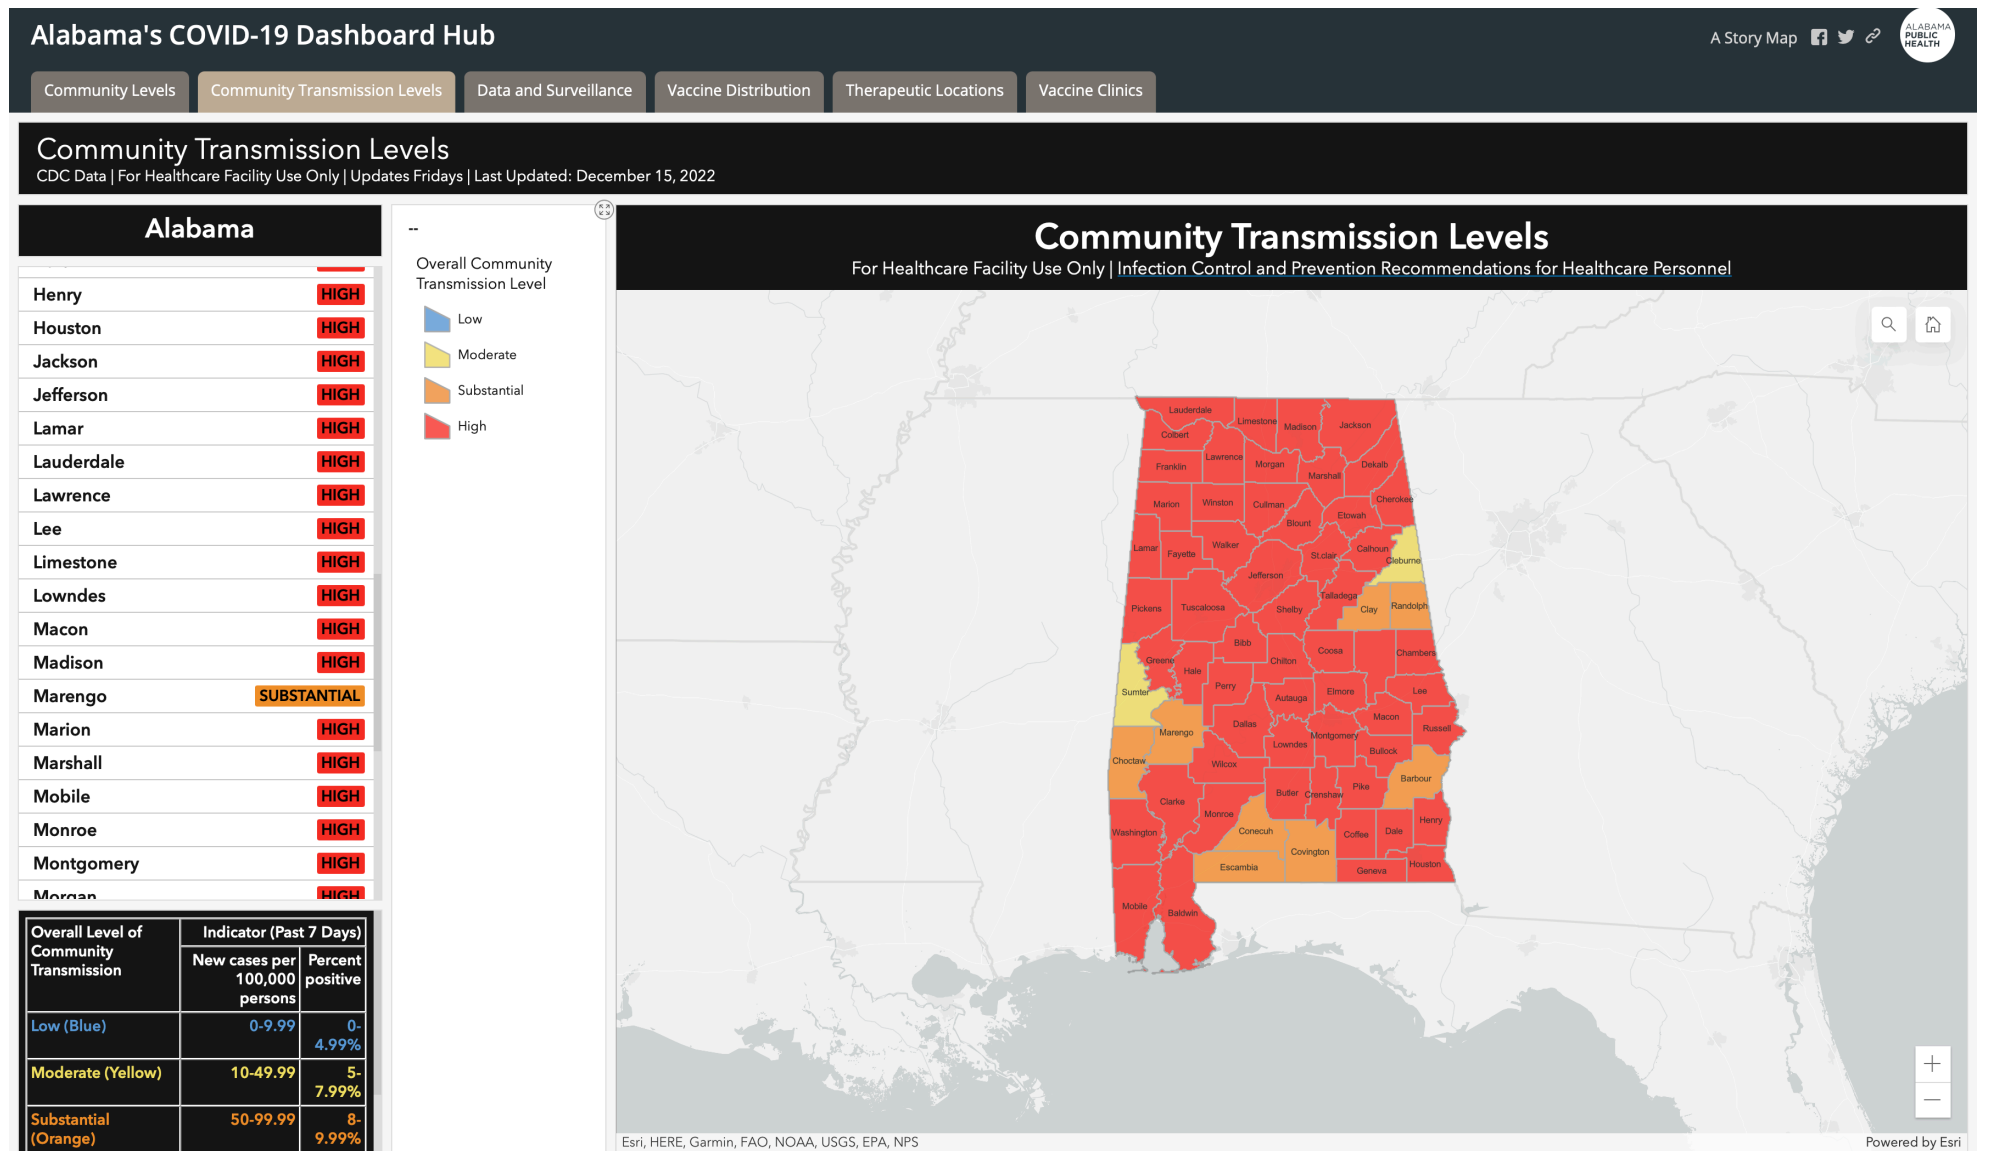 Alabama's COVID-19 Dashboard Hub
A Story Map
ALABAMA
PUBLIC
HEALTH
Community Levels
Community Transmission Levels
Data and Surveillance
Vaccine Distribution
Therapeutic Locations
Vaccine Clinics
Community Transmission Levels
CDC Data | For Healthcare Facility Use Only | Updates Fridays | Last Updated: December 15, 2022
Alabama
Henry HIGH
Houston HIGH
Jackson HIGH
Jefferson HIGH
Lamar HIGH
Lauderdale HIGH
Lawrence HIGH
Lee HIGH
Limestone HIGH
Lowndes HIGH
Macon HIGH
Madison HIGH
Marengo SUBSTANTIAL
Marion HIGH
Marshall HIGH
Mobile HIGH
Monroe HIGH
Montgomery HIGH
Morgan HIGH
Overall Level of
Community
Transmission
Indicator (Past 7 Days)
New cases per
100,000
persons
Percent
positive
Low (Blue) 0-9.99 0-
4.99%
Moderate (Yellow) 10-49.99 5-
7.99%
Substantial 50-99.99 8-
(Orange) 9.99%
--
Overall Community
Transmission Level
Low
Moderate
Substantial
High
Community Transmission Levels
For Healthcare Facility Use Only | Infection Control and Prevention Recommendations for Healthcare Personnel
Lauderdale
Limestone
Madison
Jackson
Colbert
Franklin
Lawrence
Morgan
Marshall
Dekalb
Marion
Winston
Cullman
Blount
Etowah
Cherokee
Lamar
Fayette
Walker
Jefferson
St.clair
Calhoun
Cleburne
Pickens
Tuscaloosa
Shelby
Talladega
Clay
Randolph
Greene
Hale
Bibb
Chilton
Coosa
Chambers
Sumter
Perry
Autauga
Elmore
Lee
Marengo
Dallas
Lowndes
Montgomery
Macon
Russell
Bullock
Choctaw
Wilcox
Butler
Crenshaw
Pike
Barbour
Clarke
Monroe
Conecuh
Covington
Coffee
Dale
Henry
Washington
Escambia
Geneva
Houston
Mobile
Baldwin
Esri, HERE, Garmin, FAO, NOAA, USGS, EPA, NPS
Powered by Esri